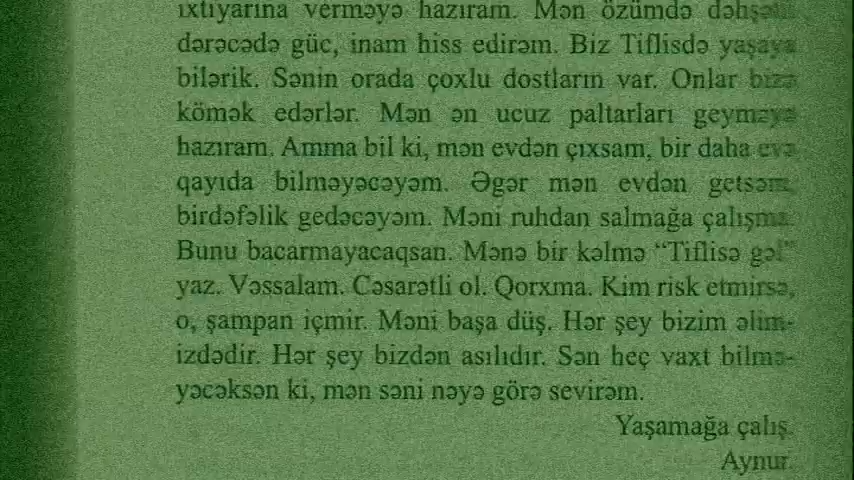 ixtiyarına verməyə hazıram. Mən özümdə dəhşətli
dərəcədə güc, inam hiss edirəm. Biz Tiflisdə yaşaya
bilərik. Sənin orada çoxlu dostların var. Onlar bizə
kömək edərlər. Mən ən ucuz paltarları geyməyə
hazıram. Amma bil ki, mən evdən çıxsam, bir daha evə
qayıda bilməyəcəyəm. Əgər mən evdən getsəm,
birdəfəlik gedəcəyəm. Məni ruhdan salmağa çalışma.
Bunu bacarmayacaqsan. Mənə bir kəlmə “Tiflisə gəl”
yaz. Vəssalam. Cəsarətli ol. Qorxma. Kim risk etmirsə,
o, şampan içmir. Məni başa düş. Hər şey bizim əlim-
izdədir. Hər şey bizdən asılıdır. Sən heç vaxt bilmə-
yəcəksən ki, mən səni nəyə görə sevirəm.
Yaşamağa çalış.
Aynur.